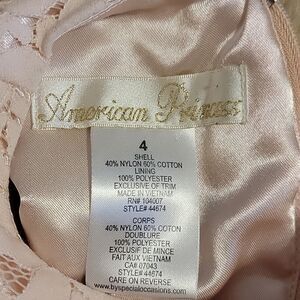 American Princess
4
SHELL
40% NYLON 60% COTTON
LINING
100% POLYESTER
EXCLUSIVE OF TRIM
MADE IN VIETNAM
RN# 104007
STYLE# 44674
CORPS
40% NYLON 60% COTON
DOUBLURE
100% POLYESTER
EXCLUSIF DE MINCE
FAIT AUX VIETNAM
CA# 07043
STYLE# 44674
CARE ON REVERSE
www.byspecialoccasions.com